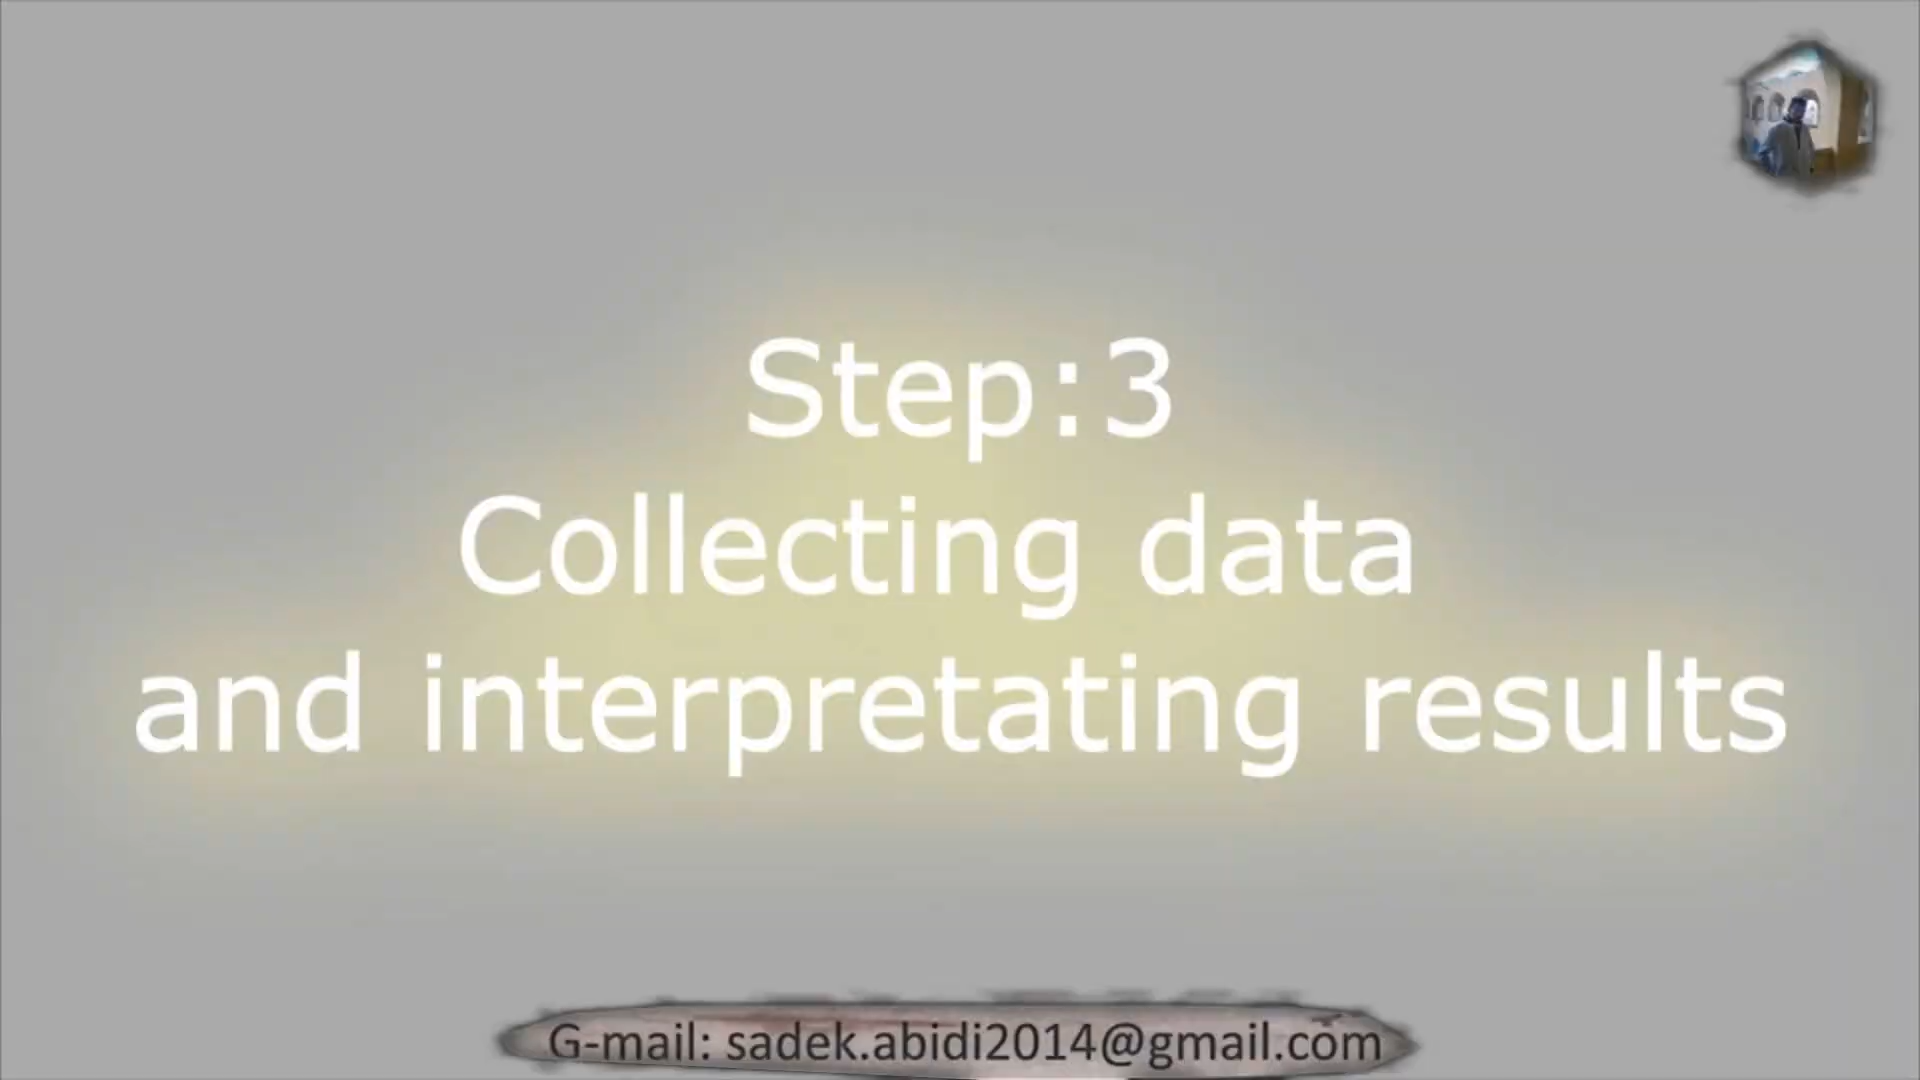 Step:3
Collecting data
and interpretating results
G-mail: sadek.abidi2014@gmail.com